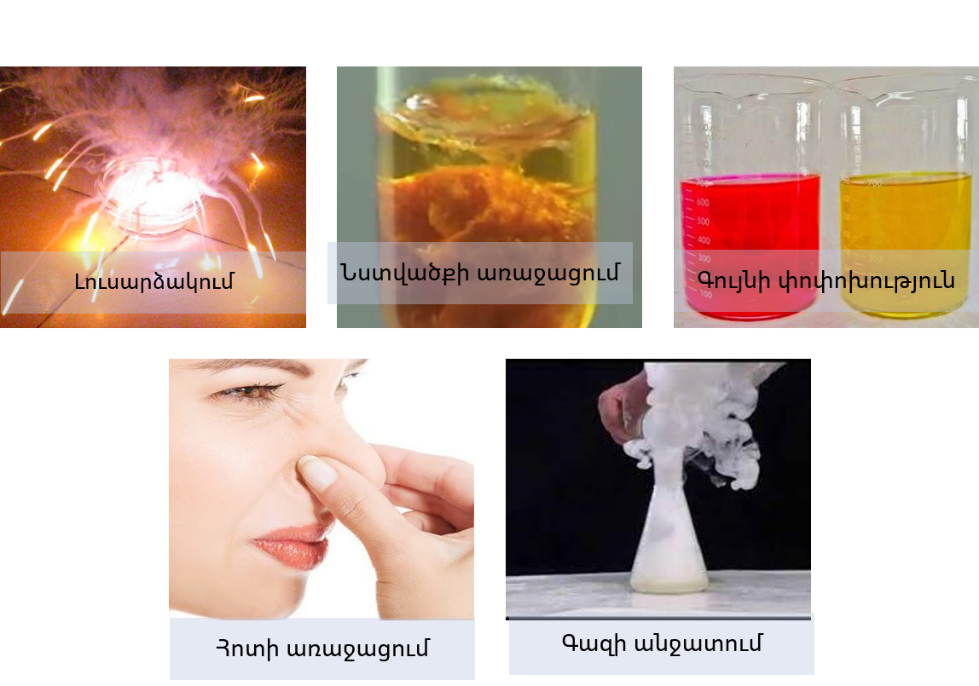 Լուսարձակում
Նստվածքի առաջացում
Գույնի փոփոխություն
Հոտի առաջացում
Գազի անջատում